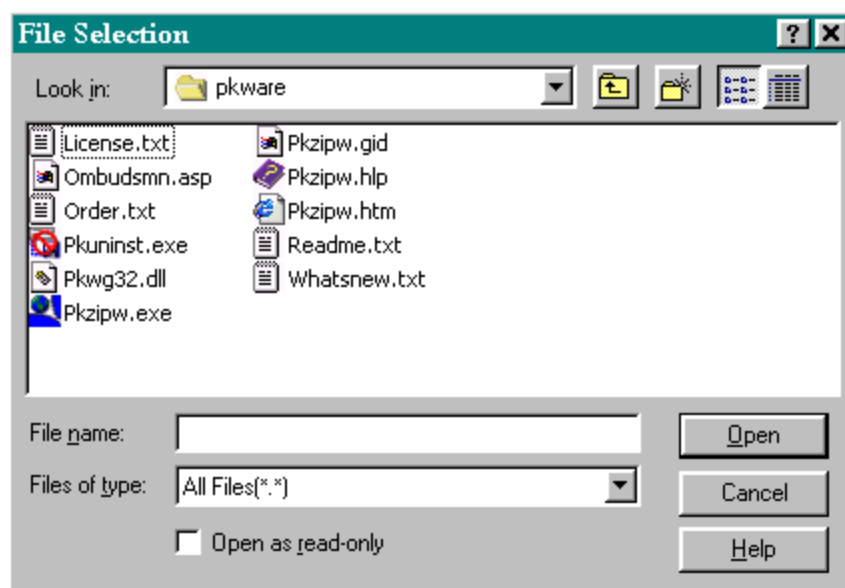 File Selection
Look in: pkware
License.txt
Ombudsmn.asp
Order.txt
Pkuninst.exe
Pkwg32.dll
Pkzipw.exe
Pkzipw.gid
Pkzipw.hlp
Pkzipw.htm
Readme.txt
Whatsnew.txt
File name:
Open
Files of type: All Files(*.*)
Cancel
Open as read-only
Help